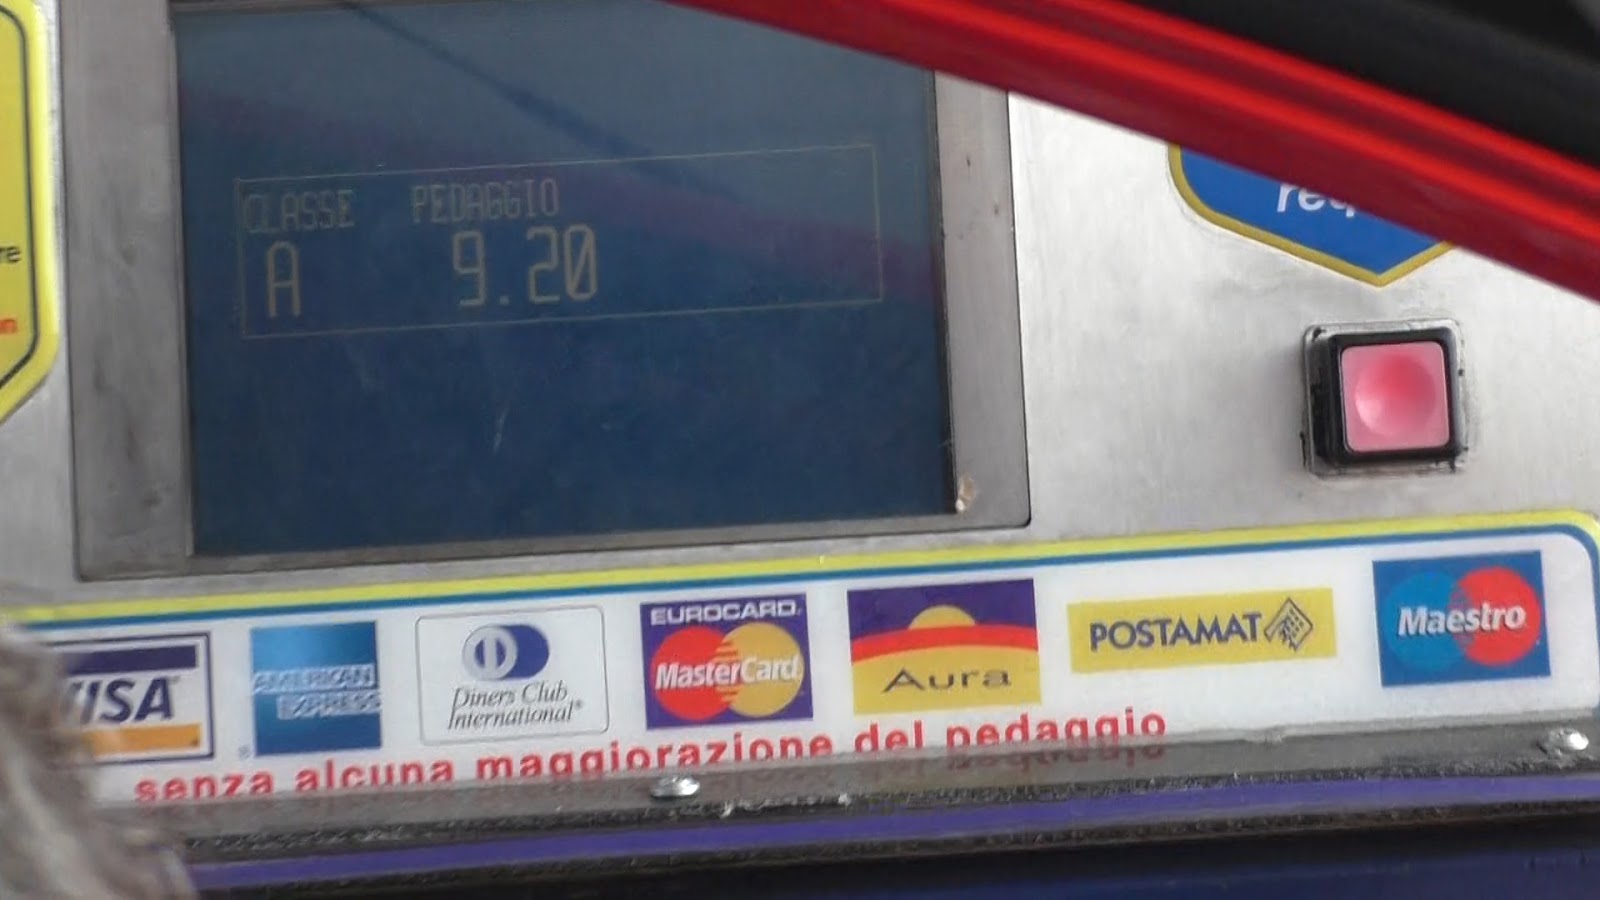 CLASSE PEDAGGIO
A 9.20
VISA
AMERICAN
EXPRESS
Diners Club
International®
EUROCARD
MasterCard
Aura
POSTAMAT
Maestro
senza alcuna maggiorazione del pedaggio